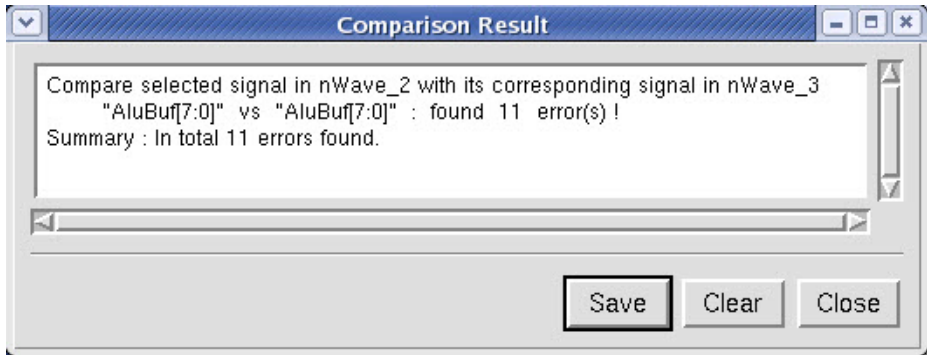 Comparison Result
Compare selected signal in nWave_2 with its corresponding signal in nWave_3
"AluBuf[7:0]" vs "AluBuf[7:0]" : found 11 error(s) !
Summary : In total 11 errors found.
Save Clear Close